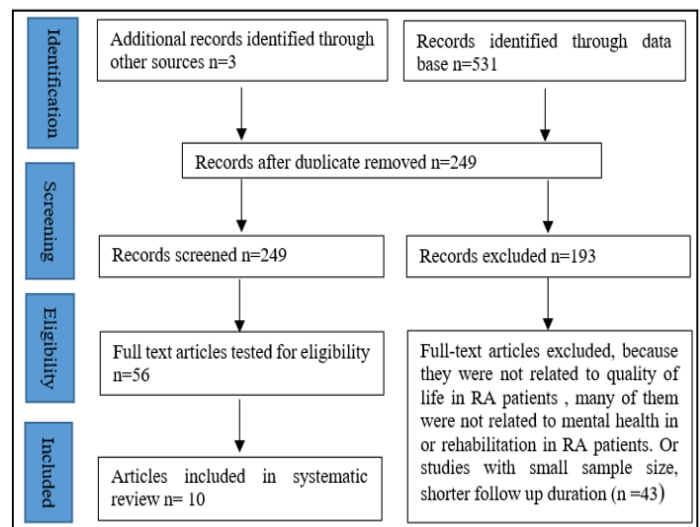 Identification
Additional records identified through
other sources n=3
Records identified through data
base n=531
Records after duplicate removed n=249
Screening
Records screened n=249
Records excluded n=193
Eligibility
Full text articles tested for eligibility
n=56
Full-text articles excluded, because
they were not related to quality of
life in RA patients , many of them
were not related to mental health in
or rehabilitation in RA patients. Or
studies with small sample size,
shorter follow up duration (n =43)
Included
Articles included in systematic
review n= 10